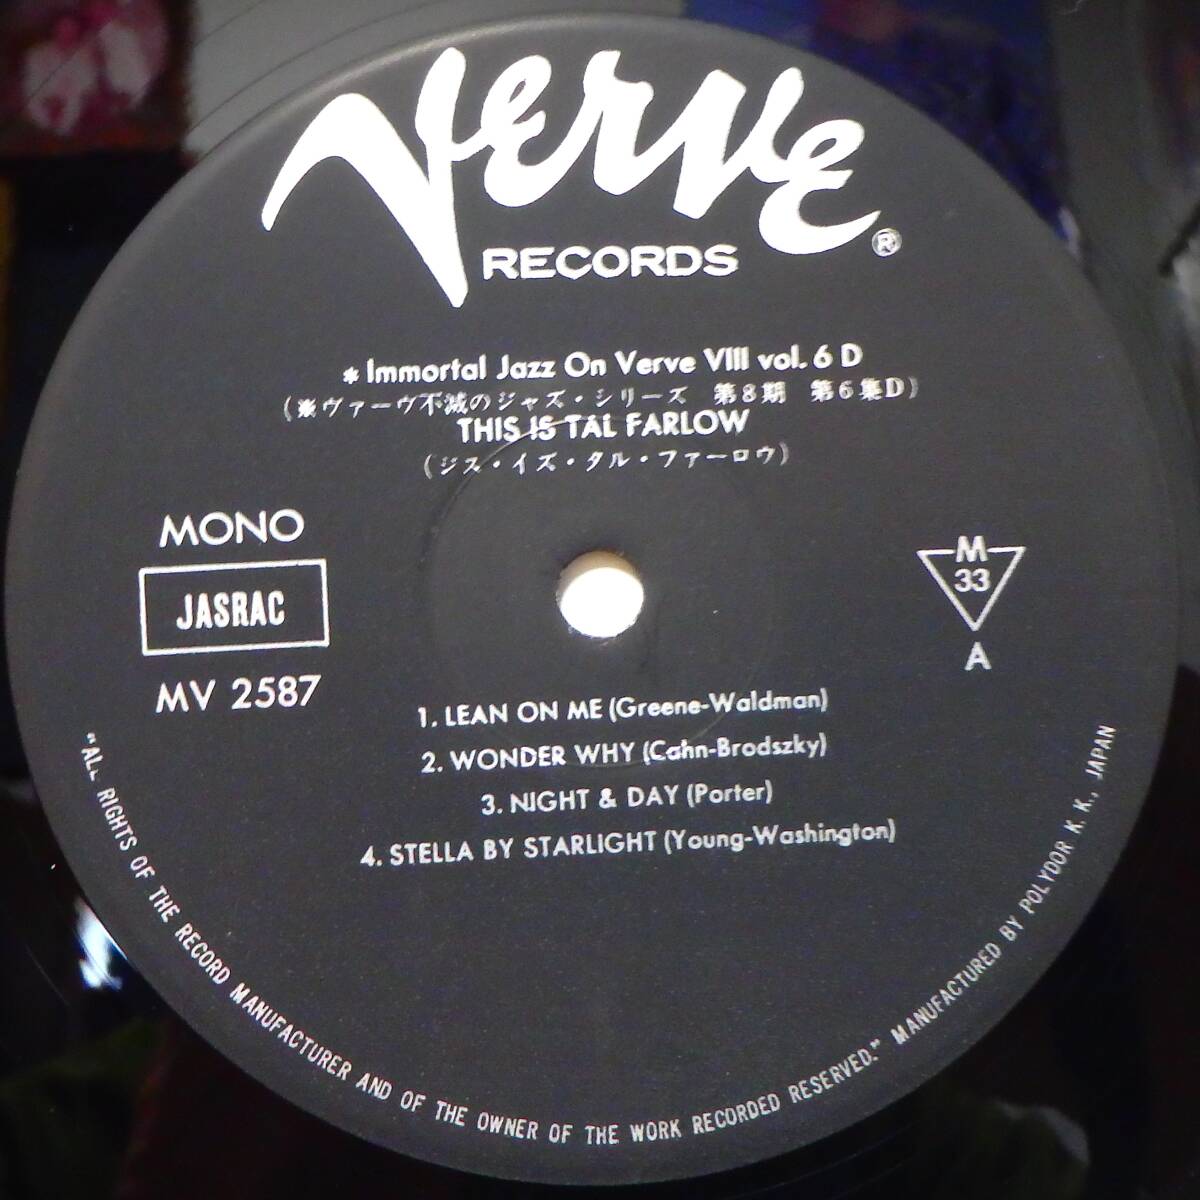 Verve
RECORDS ®
* Immortal Jazz On Verve VIII vol. 6 D
(※ヴァーヴ不滅のジャズ・シリーズ 第8期 第6集D)
THIS IS TAL FARLOW
(ジス・イズ・タル・ファーロウ)
MONO
JASRAC
MV 2587
M
33
A
1. LEAN ON ME (Greene-Waldman)
2. WONDER WHY (Cahn-Brodszky)
3. NIGHT & DAY (Porter)
4. STELLA BY STARLIGHT (Young-Washington)
"ALL RIGHTS OF THE RECORD MANUFACTURER AND OF THE OWNER OF THE WORK RECORDED RESERVED." MANUFACTURED BY POLYDOR K. K., JAPAN